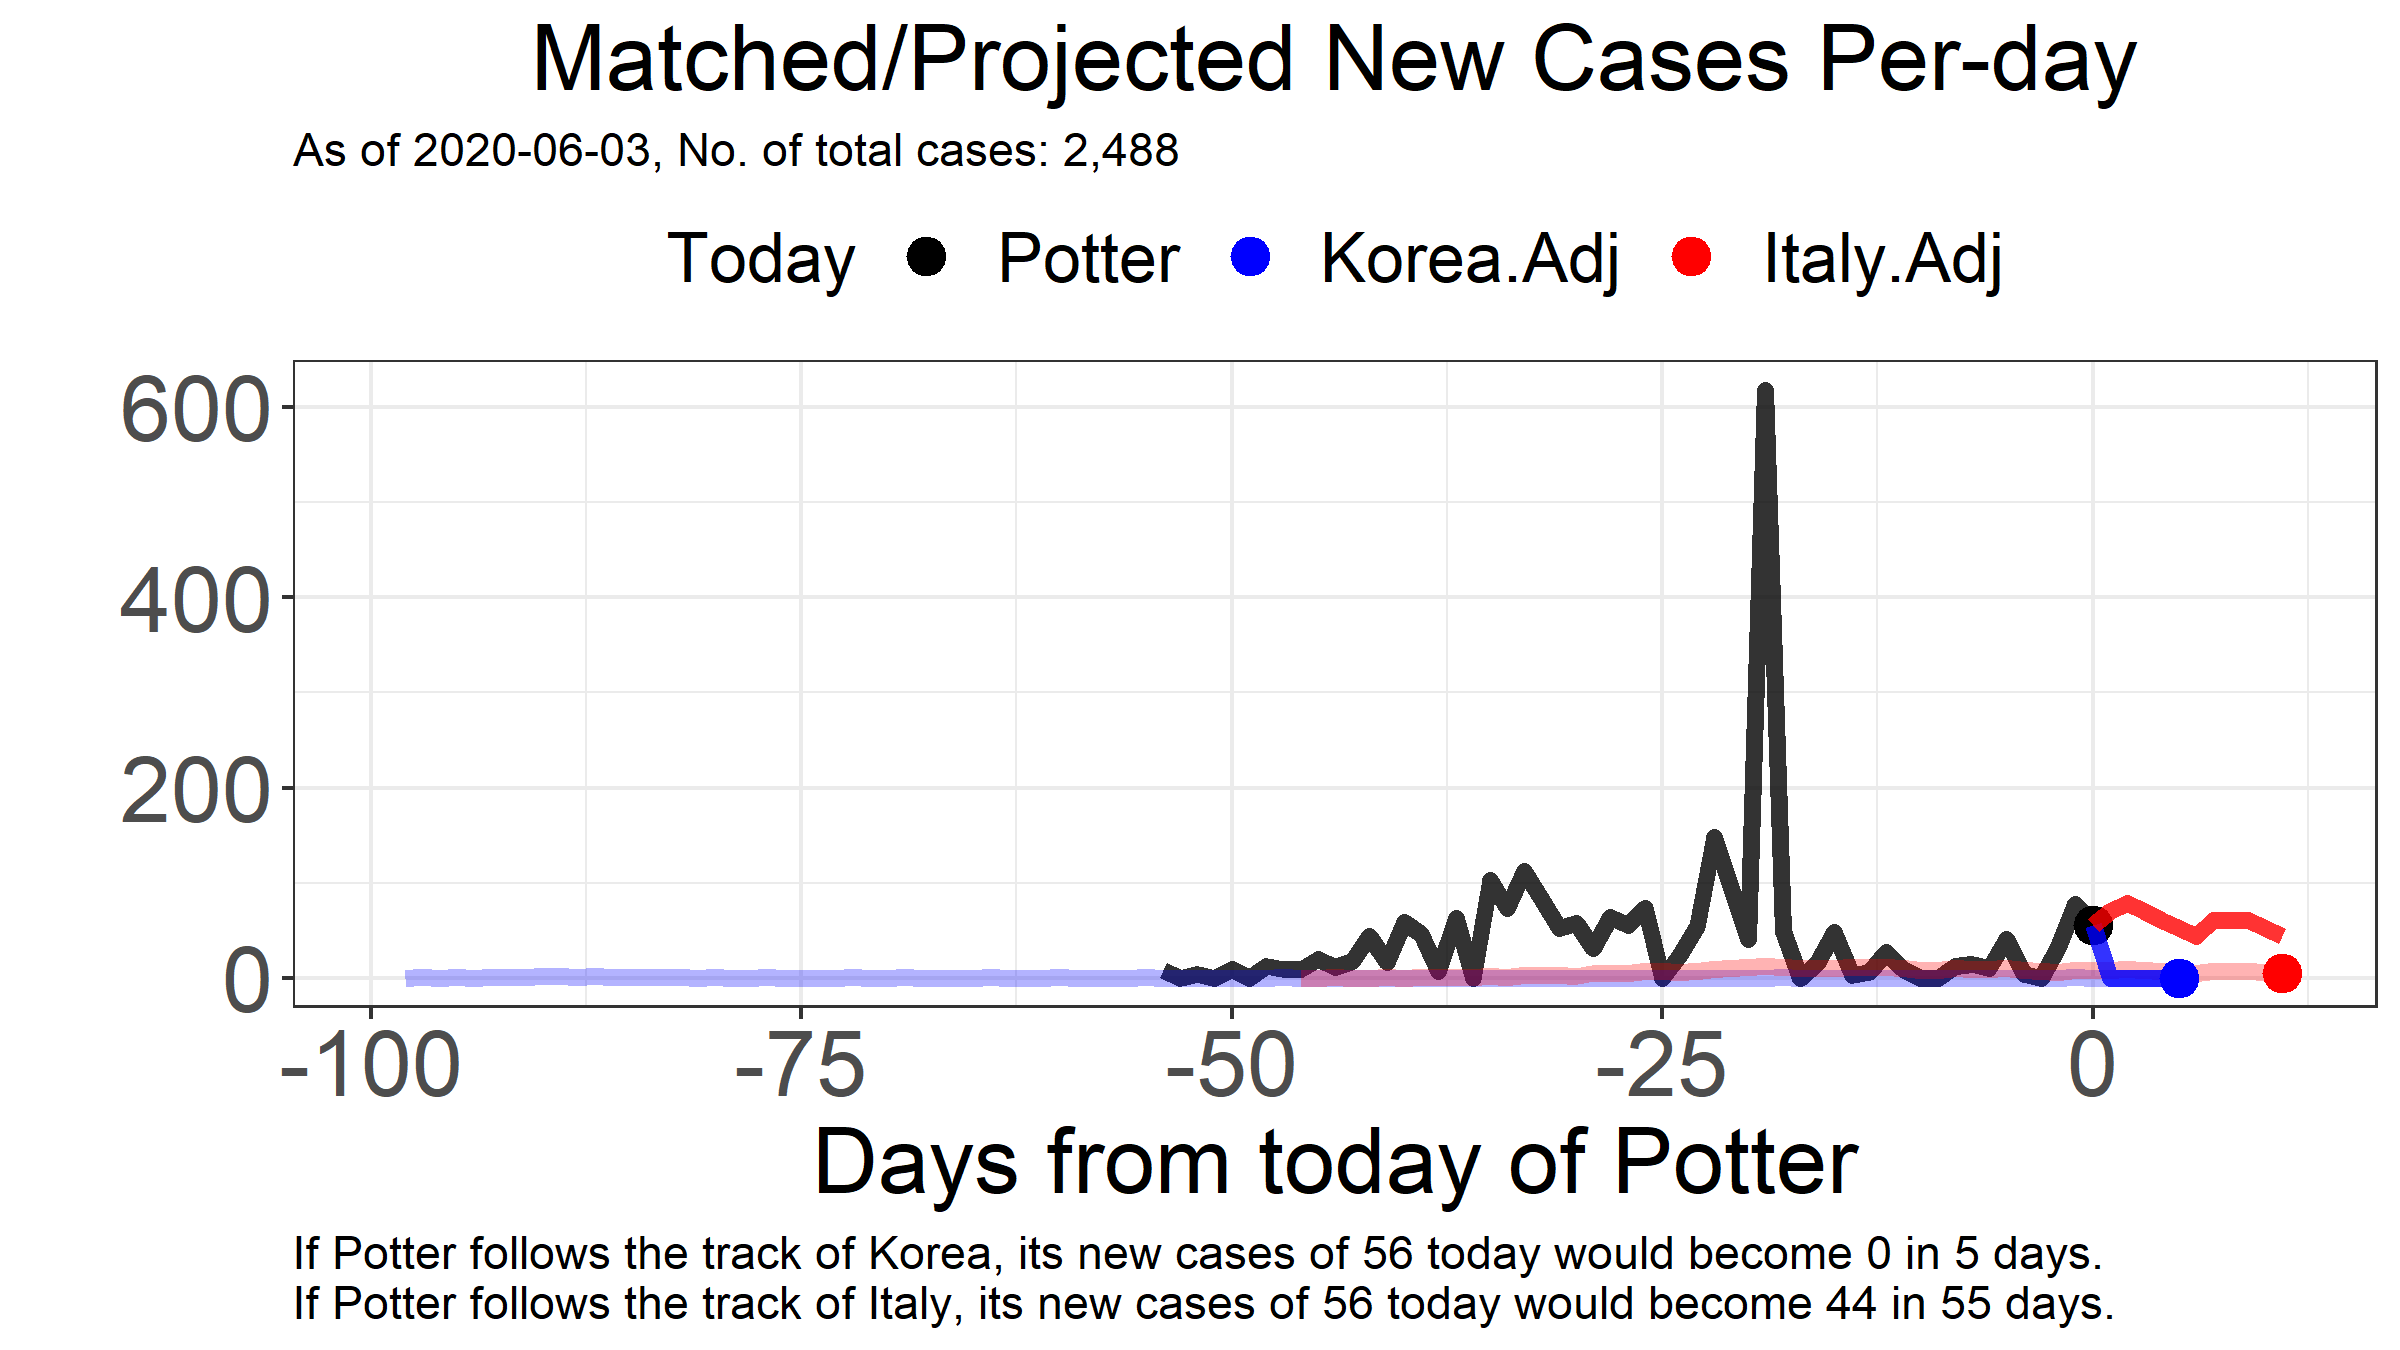 Matched/Projected New Cases Per-day
As of 2020-06-03, No. of total cases: 2,488
Today Potter Korea.Adj Italy.Adj
600
400
200
0
-100 -75 -50 -25 0
Days from today of Potter
If Potter follows the track of Korea, its new cases of 56 today would become 0 in 5 days.
If Potter follows the track of Italy, its new cases of 56 today would become 44 in 55 days.